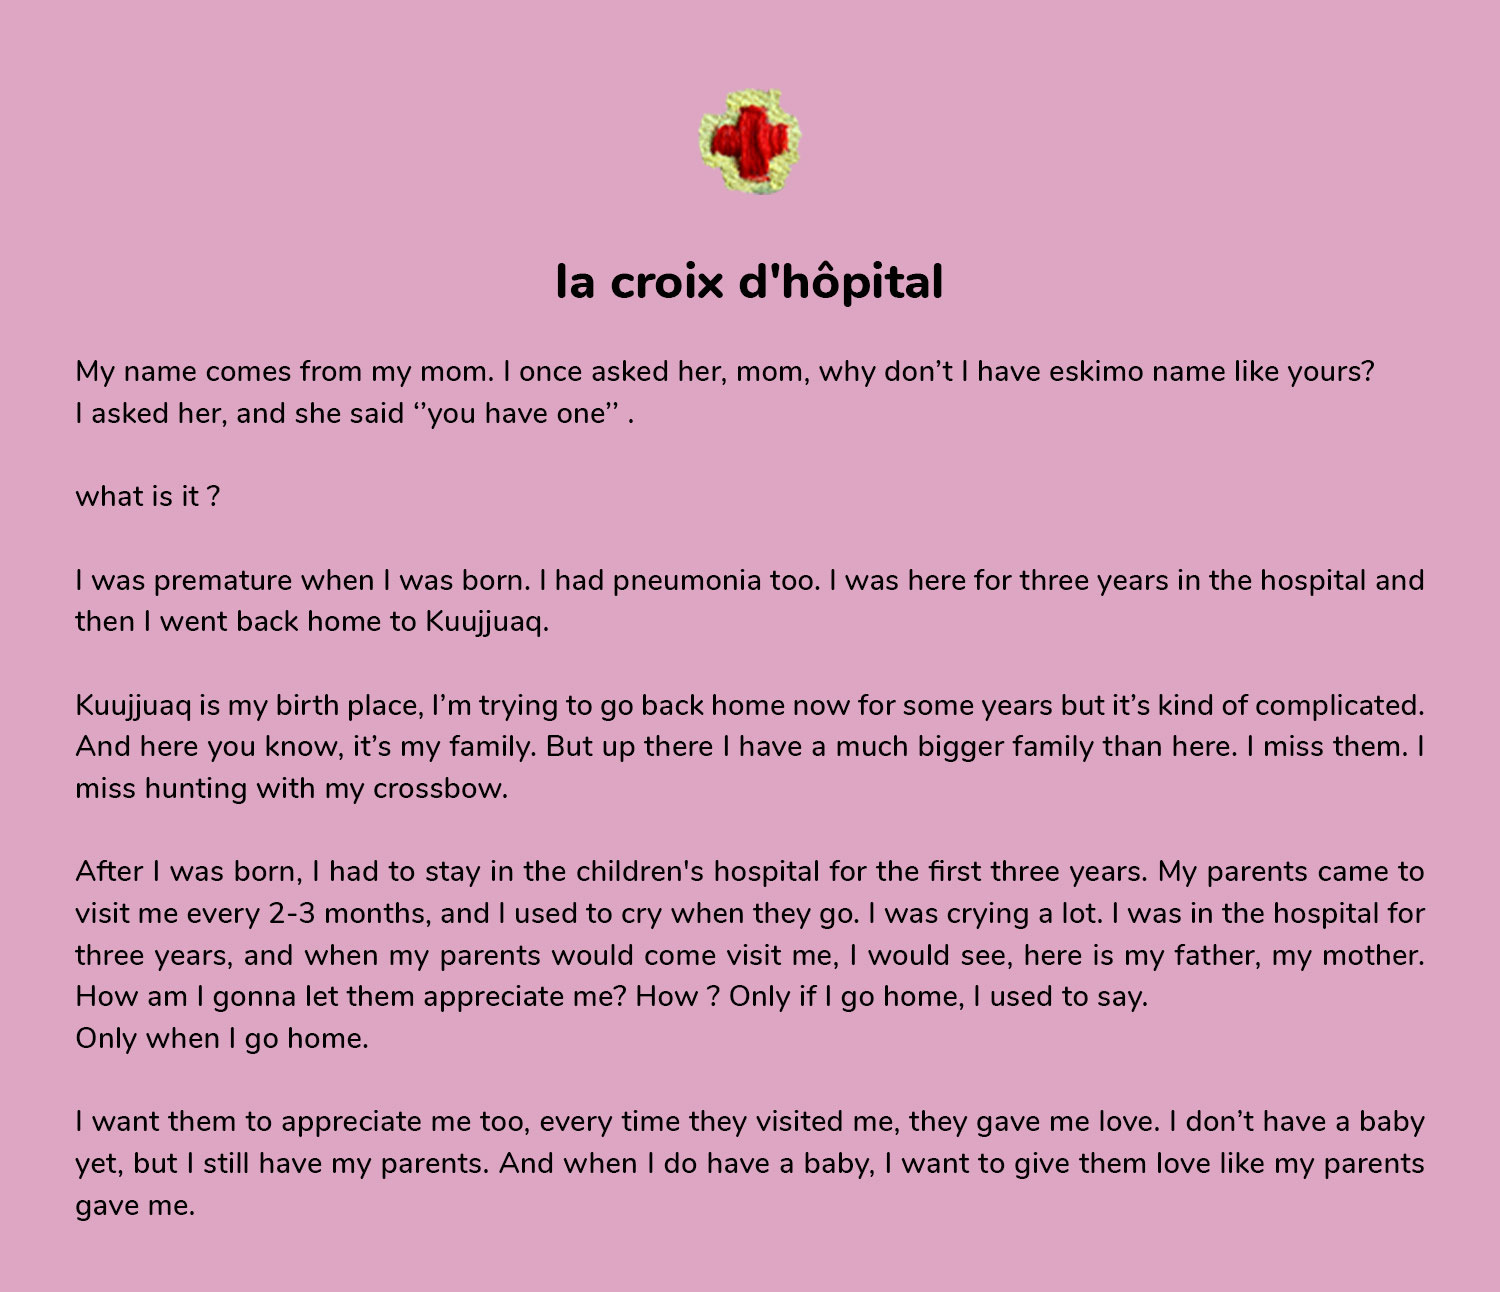 la croix d'hôpital
My name comes from my mom. I once asked her, mom, why don’t I have eskimo name like yours?
I asked her, and she said ‘’you have one’’ .
what is it ?
I was premature when I was born. I had pneumonia too. I was here for three years in the hospital and
then I went back home to Kuujjuaq.
Kuujjuaq is my birth place, I’m trying to go back home now for some years but it’s kind of complicated.
And here you know, it’s my family. But up there I have a much bigger family than here. I miss them. I
miss hunting with my crossbow.
After I was born, I had to stay in the children's hospital for the first three years. My parents came to
visit me every 2-3 months, and I used to cry when they go. I was crying a lot. I was in the hospital for
three years, and when my parents would come visit me, I would see, here is my father, my mother.
How am I gonna let them appreciate me? How ? Only if I go home, I used to say.
Only when I go home.
I want them to appreciate me too, every time they visited me, they gave me love. I don’t have a baby
yet, but I still have my parents. And when I do have a baby, I want to give them love like my parents
gave me.